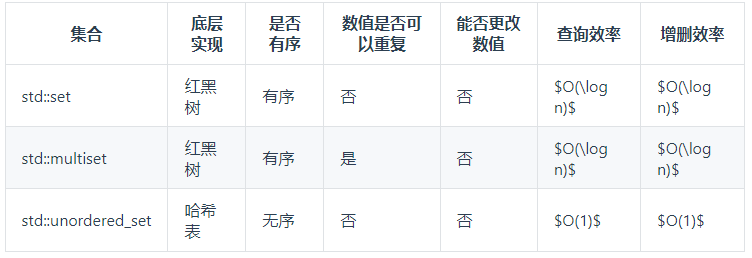 集合 底层实现 是否有序 数值是否可以重复 能否更改数值 查询效率 增删效率
std::set 红黑树 有序 否 否 $O(\log n)$ $O(\log n)$
std::multiset 红黑树 有序 是 否 $O(\log n)$ $O(\log n)$
std::unordered_set 哈希表 无序 否 否 $O(1)$ $O(1)$